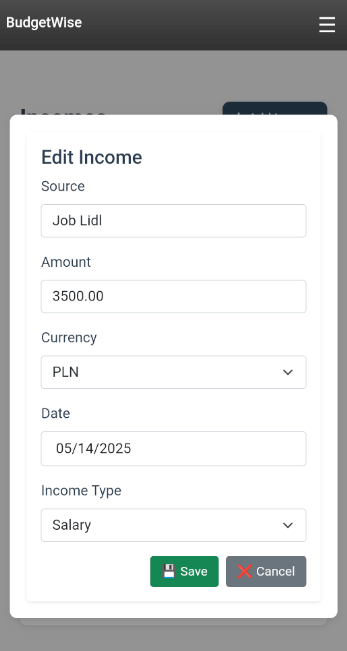 BudgetWise
Edit Income
Source
Job Lidl
Amount
3500.00
Currency
PLN
Date
05/14/2025
Income Type
Salary
Save
Cancel